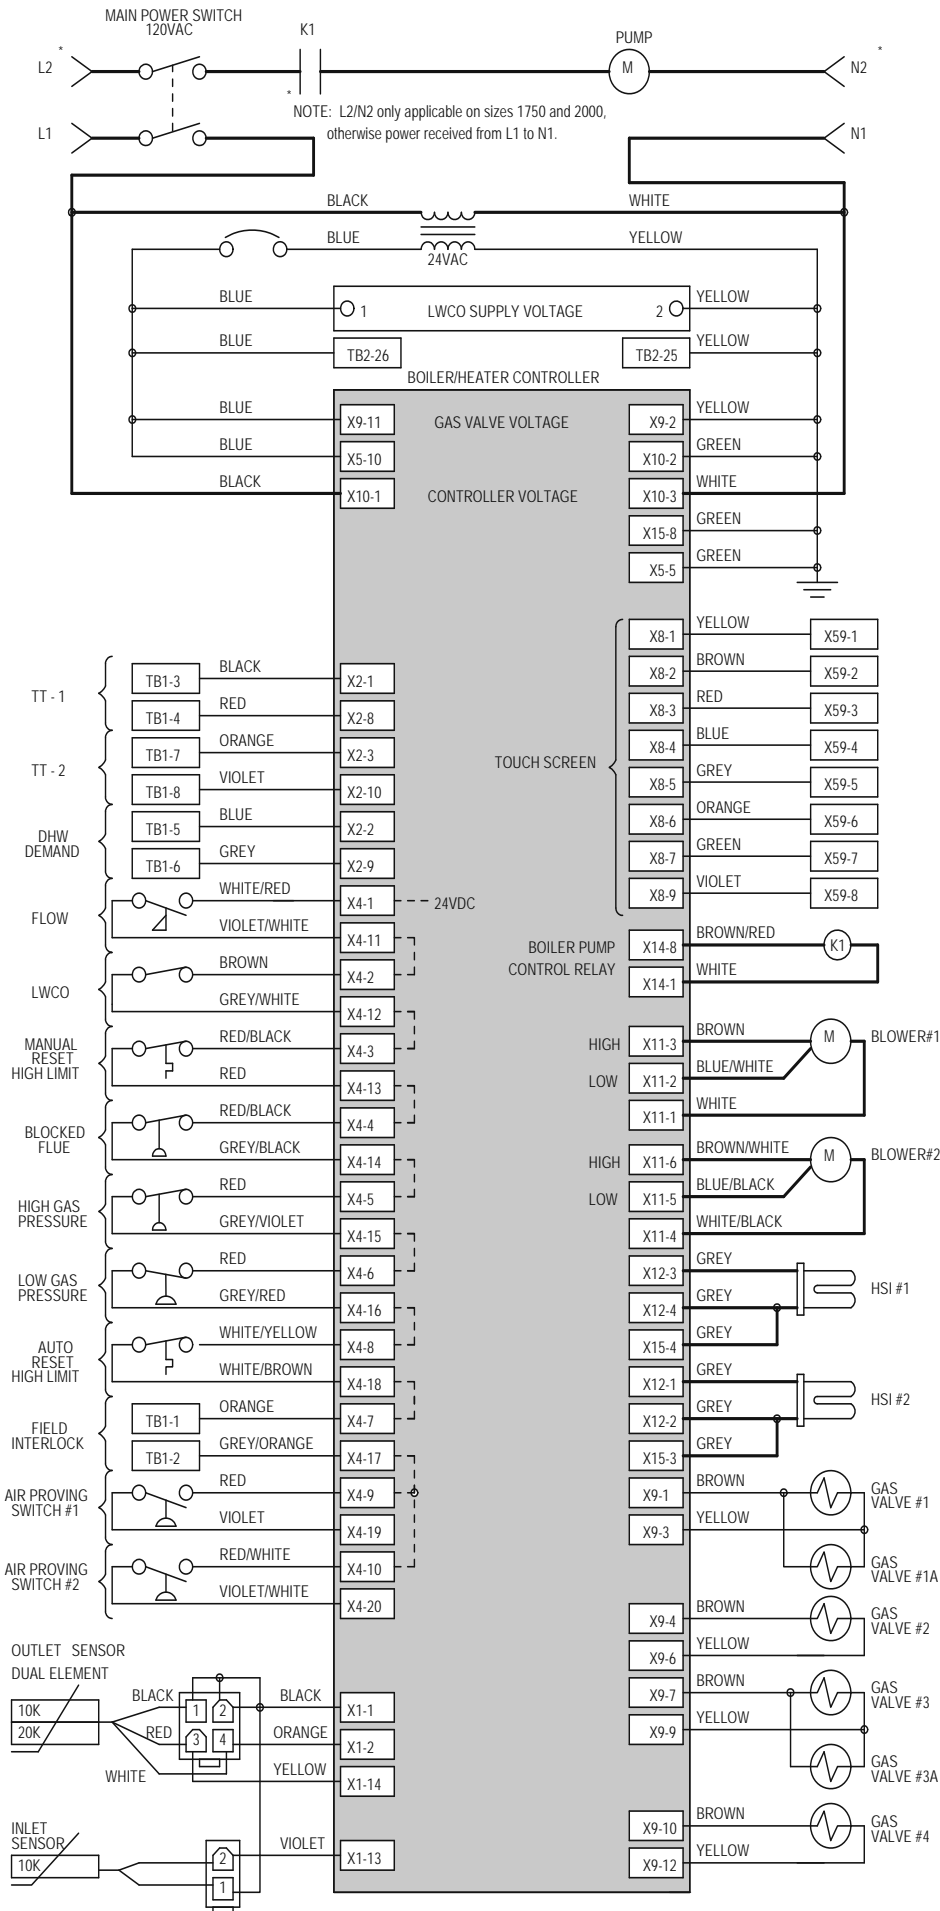 MAIN POWER SWITCH
120VAC
K1
PUMP
L2
*
M
*
N2
*
NOTE: L2/N2 only applicable on sizes 1750 and 2000,
otherwise power received from L1 to N1.
L1
N1
BLACK
WHITE
BLUE
YELLOW
24VAC
BLUE
1
LWCO SUPPLY VOLTAGE
2
YELLOW
BLUE
TB2-26
TB2-25
YELLOW
BOILER/HEATER CONTROLLER
BLUE
X9-11
GAS VALVE VOLTAGE
X9-2
YELLOW
BLUE
X5-10
X10-2
GREEN
BLACK
X10-1
CONTROLLER VOLTAGE
X10-3
WHITE
X15-8
GREEN
X5-5
GREEN
TT - 1
TB1-3
BLACK
X2-1
TB1-4
RED
X2-8
TT - 2
TB1-7
ORANGE
X2-3
TB1-8
VIOLET
X2-10
DHW
DEMAND
TB1-5
BLUE
X2-2
TB1-6
GREY
X2-9
FLOW
WHITE/RED
X4-1
24VDC
VIOLET/WHITE
X4-11
LWCO
BROWN
X4-2
GREY/WHITE
X4-12
MANUAL
RESET
HIGH LIMIT
RED/BLACK
X4-3
RED
X4-13
BLOCKED
FLUE
RED/BLACK
X4-4
GREY/BLACK
X4-14
HIGH GAS
PRESSURE
RED
X4-5
GREY/VIOLET
X4-15
LOW GAS
PRESSURE
RED
X4-6
GREY/RED
X4-16
AUTO
RESET
HIGH LIMIT
WHITE/YELLOW
X4-8
WHITE/BROWN
X4-18
FIELD
INTERLOCK
TB1-1
ORANGE
X4-7
TB1-2
GREY/ORANGE
X4-17
AIR PROVING
SWITCH #1
RED
X4-9
VIOLET
X4-19
AIR PROVING
SWITCH #2
RED/WHITE
X4-10
VIOLET/WHITE
X4-20
OUTLET SENSOR
DUAL ELEMENT
10K
20K
BLACK
RED
WHITE
1
2
3
4
BLACK
X1-1
ORANGE
X1-2
YELLOW
X1-14
INLET
SENSOR
10K
2
1
VIOLET
X1-13
TOUCH SCREEN
X8-1
YELLOW
X59-1
X8-2
BROWN
X59-2
X8-3
RED
X59-3
X8-4
BLUE
X59-4
X8-5
GREY
X59-5
X8-6
ORANGE
X59-6
X8-7
GREEN
X59-7
X8-9
VIOLET
X59-8
BOILER PUMP
CONTROL RELAY
X14-8
BROWN/RED
K1
X14-1
WHITE
HIGH
X11-3
BROWN
M
BLOWER#1
LOW
X11-2
BLUE/WHITE
X11-1
WHITE
HIGH
X11-6
BROWN/WHITE
M
BLOWER#2
LOW
X11-5
BLUE/BLACK
X11-4
WHITE/BLACK
X12-3
GREY
HSI #1
X12-4
GREY
X15-4
GREY
X12-1
GREY
HSI #2
X12-2
GREY
X15-3
GREY
X9-1
BROWN
GAS
VALVE #1
X9-3
YELLOW
GAS
VALVE #1A
X9-4
BROWN
GAS
VALVE #2
X9-6
YELLOW
X9-7
BROWN
GAS
VALVE #3
X9-9
YELLOW
GAS
VALVE #3A
X9-10
BROWN
GAS
VALVE #4
X9-12
YELLOW